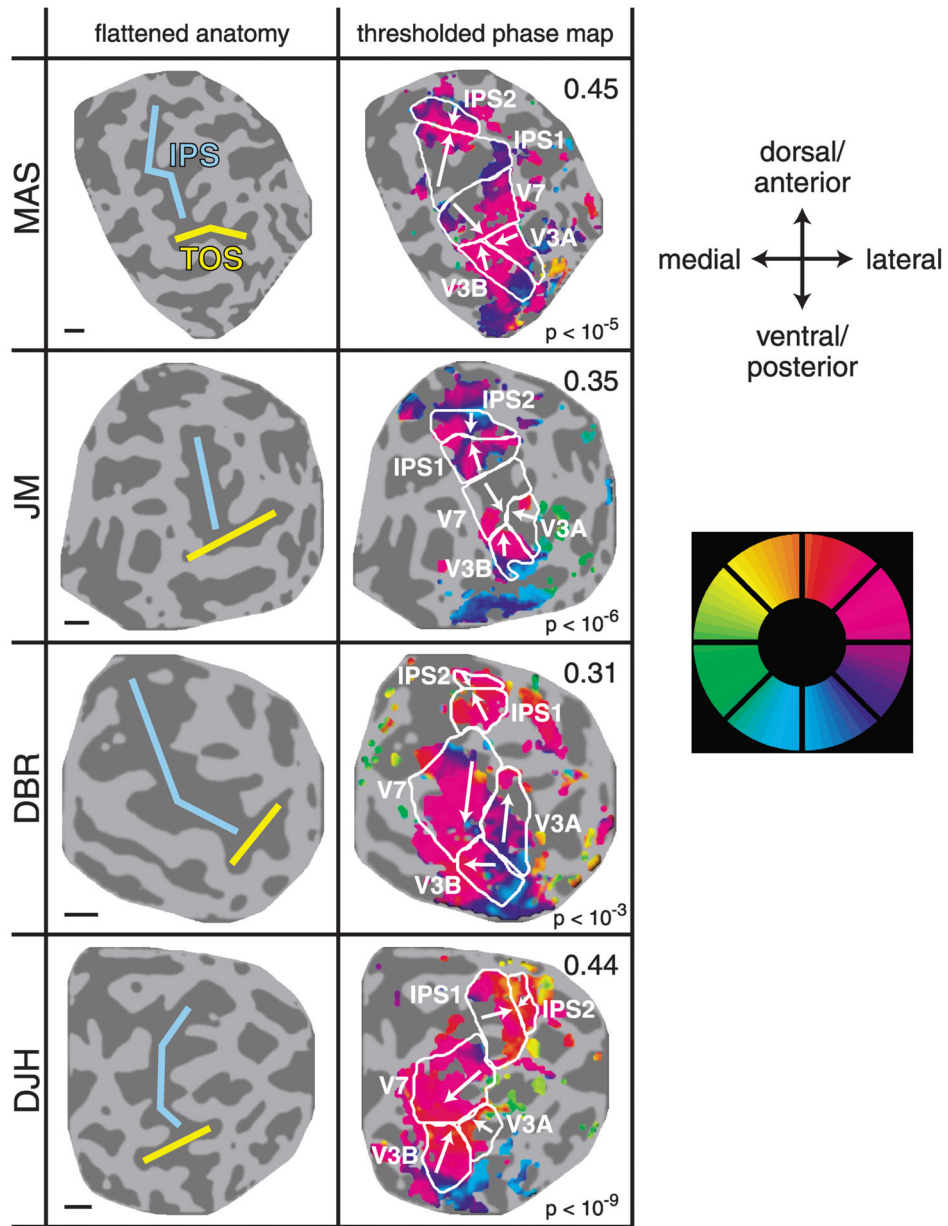 flattened anatomy
thresholded phase map
MAS
IPS
TOS
0.45
IPS2
IPS1
V7
V3A
V3B
p < 10⁻⁵
dorsal/
anterior
medial
lateral
ventral/
posterior
JM
0.35
IPS2
IPS1
V7
V3A
V3B
p < 10⁻⁶
DBR
0.31
IPS2
IPS1
V7
V3A
V3B
p < 10⁻³
DJH
0.44
IPS1
IPS2
V7
V3A
V3B
p < 10⁻⁹